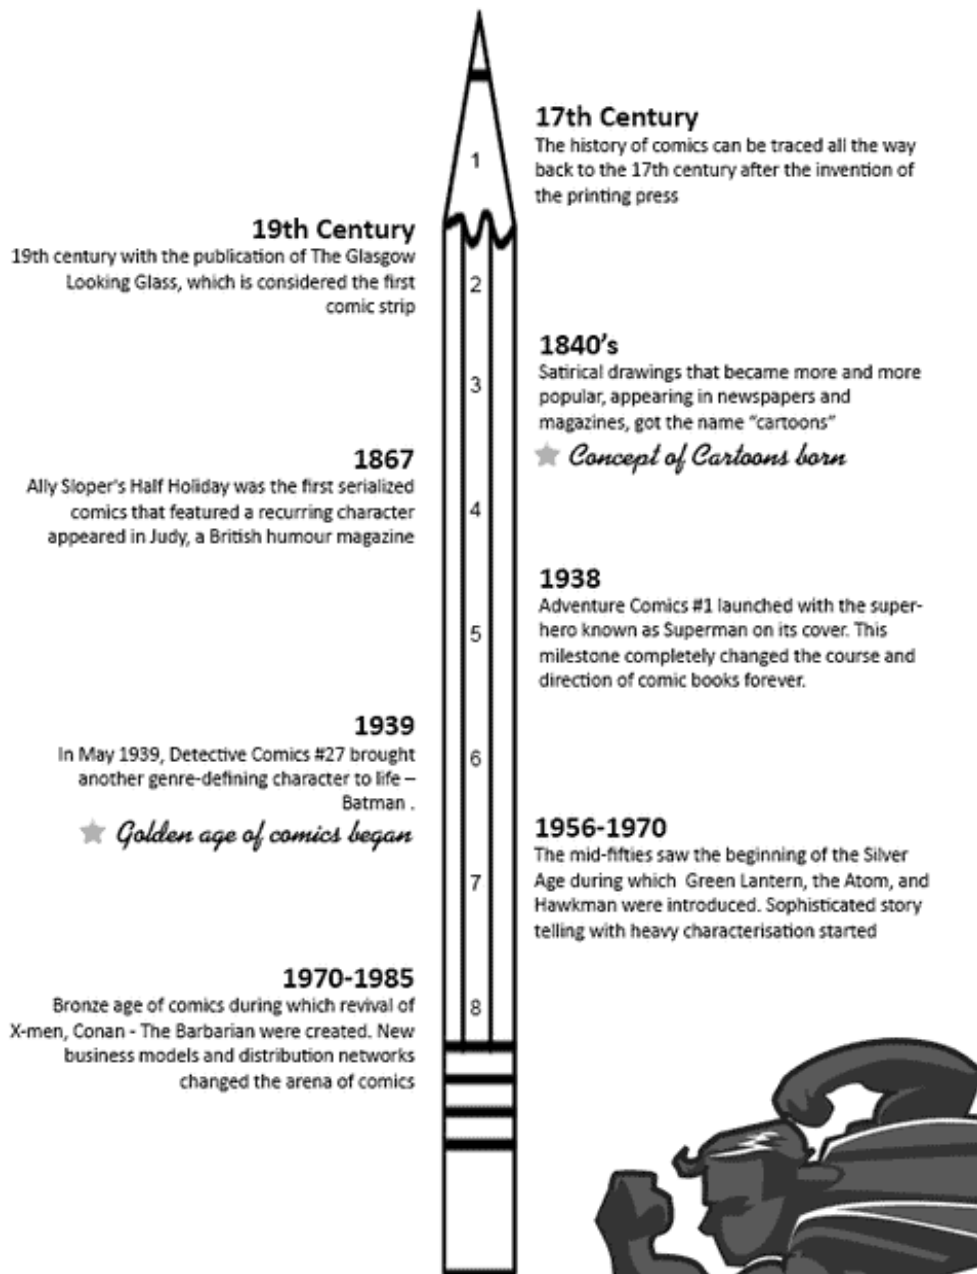 1
17th Century
The history of comics can be traced all the way
back to the 17th century after the invention of
the printing press
19th Century
19th century with the publication of The Glasgow
Looking Glass, which is considered the first
comic strip
2
1840's
Satirical drawings that became more and more
popular, appearing in newspapers and
magazines, got the name "cartoons"
Concept of Cartoons born
3
1867
Ally Sloper's Half Holiday was the first serialized
comics that featured a recurring character
appeared in Judy, a British humour magazine
4
1938
Adventure Comics #1 launched with the super-
hero known as Superman on its cover. This
milestone completely changed the course and
direction of comic books forever.
5
1939
In May 1939, Detective Comics #27 brought
another genre-defining character to life –
Batman .
Golden age of comics began
6
1956-1970
The mid-fifties saw the beginning of the Silver
Age during which Green Lantern, the Atom, and
Hawkman were introduced. Sophisticated story
telling with heavy characterisation started
7
1970-1985
Bronze age of comics during which revival of
X-men, Conan - The Barbarian were created. New
business models and distribution networks
changed the arena of comics
8